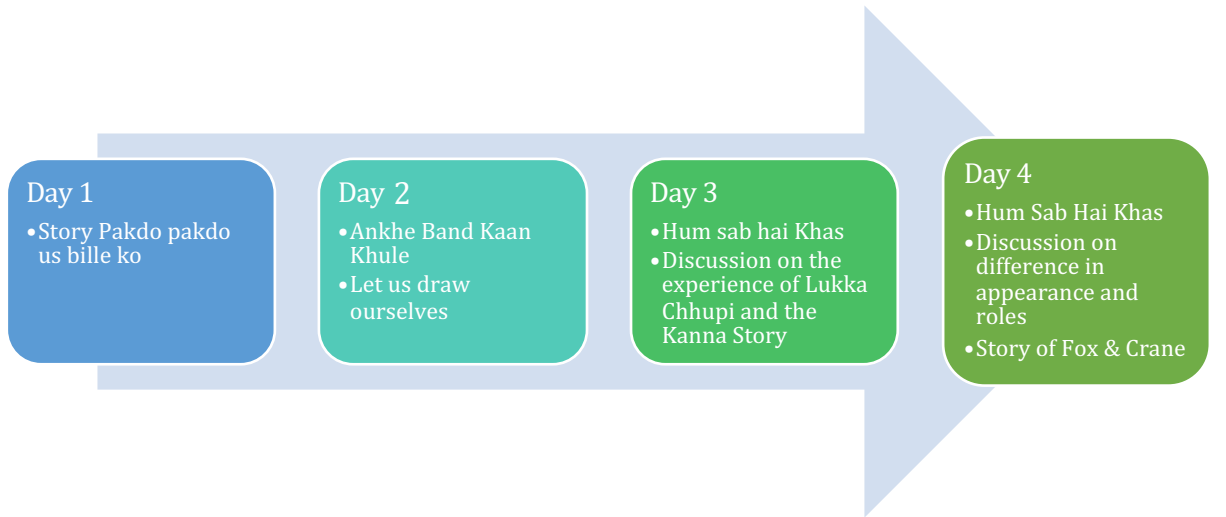 Day 1
•Story Pakdo pakdo
us bille ko
Day 2
•Ankhe Band Kaan
Khule
•Let us draw
ourselves
Day 3
•Hum sab hai Khas
•Discussion on the
experience of Lukka
Chhupi and the
Kanna Story
Day 4
•Hum Sab Hai Khas
•Discussion on
difference in
appearance and
roles
•Story of Fox & Crane